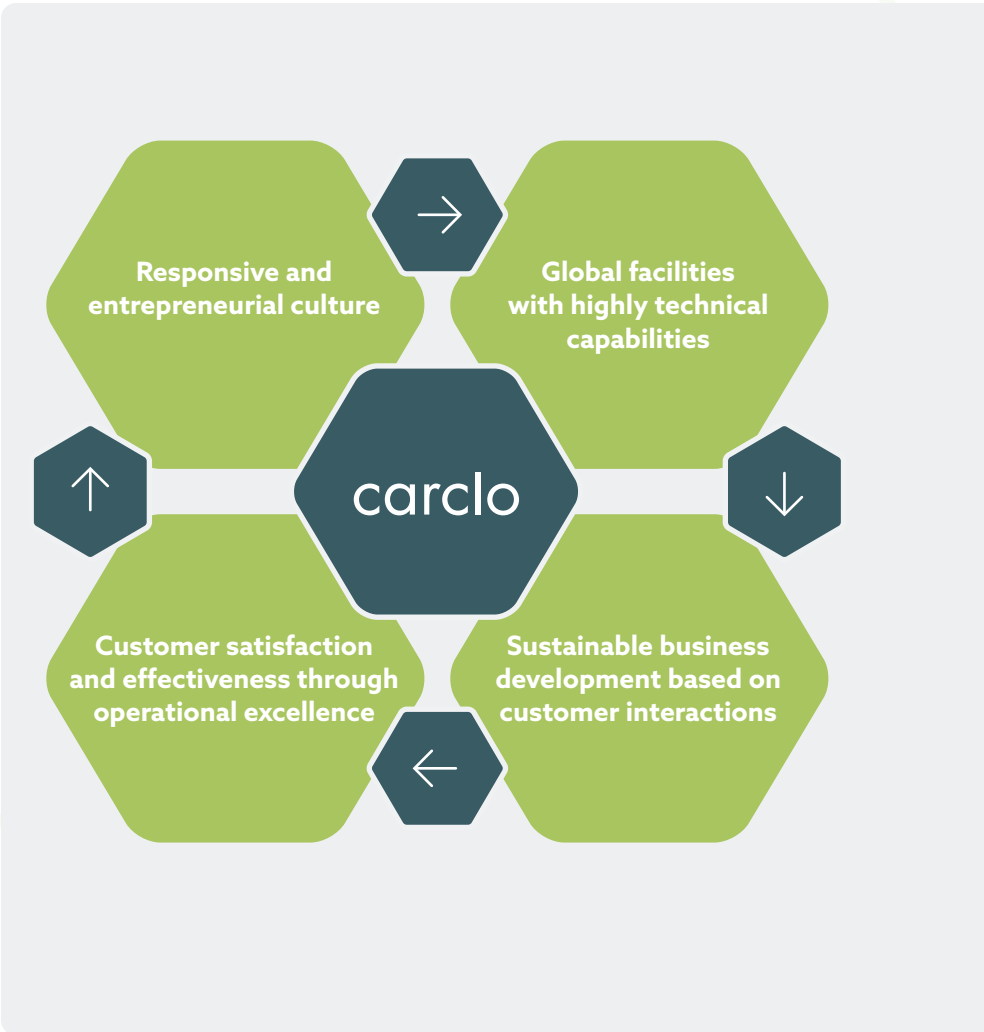 Responsive and
entrepreneurial culture
Global facilities
with highly technical
capabilities
carclo
Customer satisfaction
and effectiveness through
operational excellence
Sustainable business
development based on
customer interactions